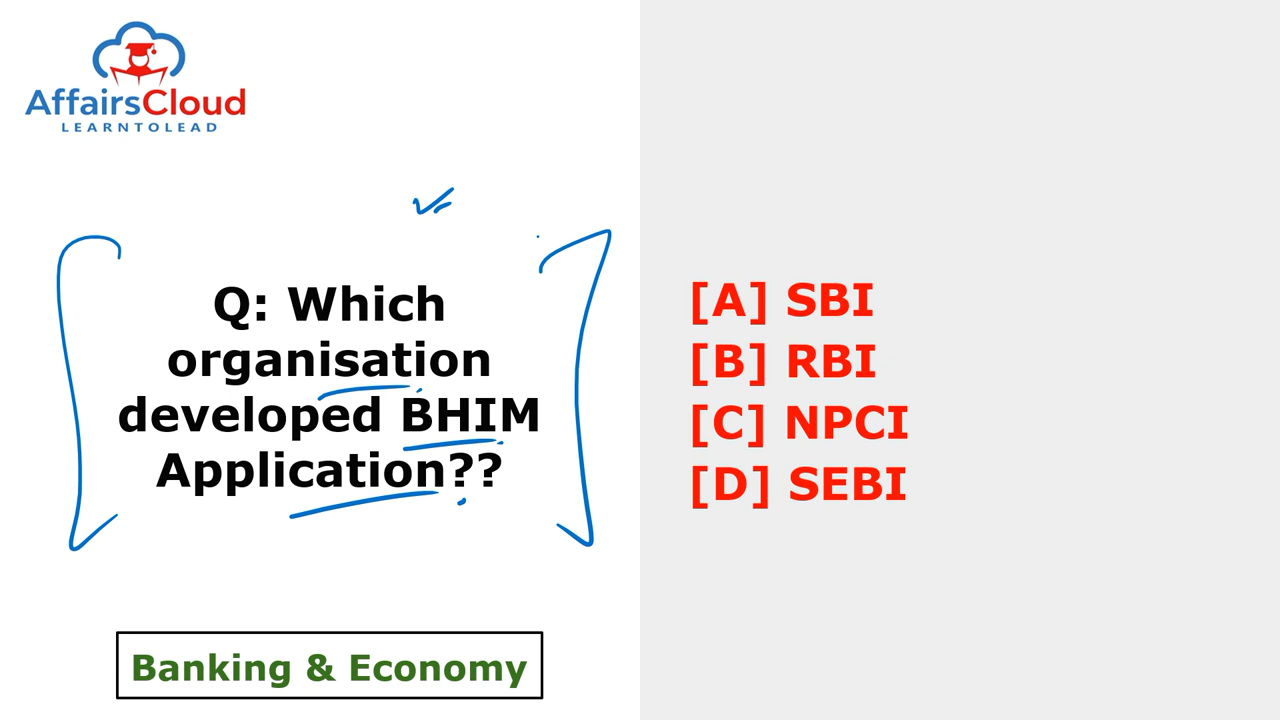 AffairsCloud
LEARNTOLEAD
Q: Which
organisation
developed BHIM
Application??
[A] SBI
[B] RBI
[C] NPCI
[D] SEBI
Banking & Economy